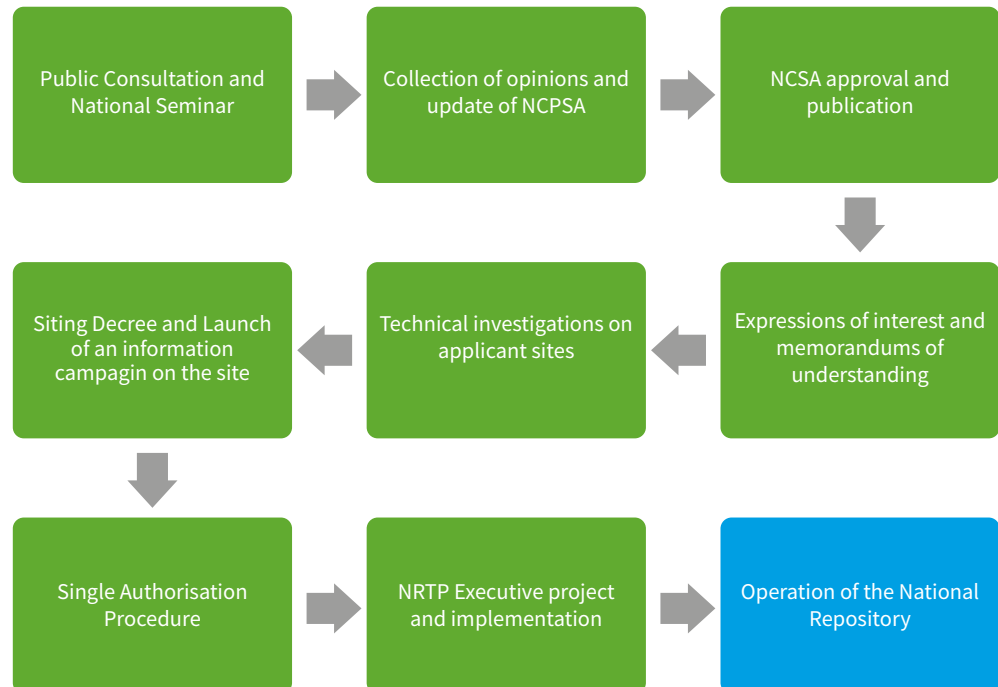 Public Consultation and
National Seminar
Collection of opinions and
update of NCPSA
NCSA approval and
publication
Expressions of interest and
memorandums of
understanding
Technical investigations on
applicant sites
Siting Decree and Launch
of an information
campagin on the site
Single Authorisation
Procedure
NRTP Executive project
and implementation
Operation of the National
Repository